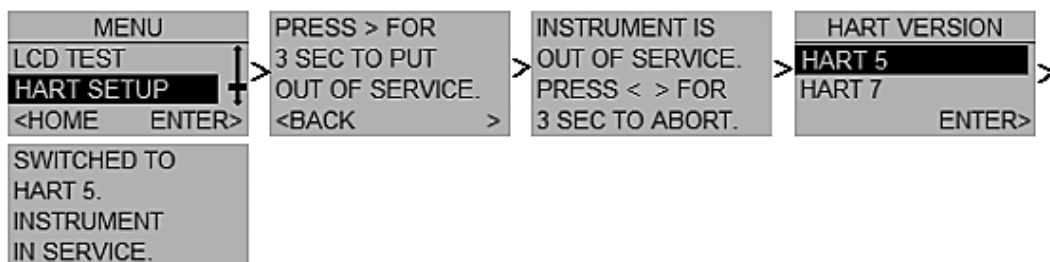 MENU
LCD TEST
HART SETUP
<HOME ENTER>
>
PRESS > FOR
3 SEC TO PUT
OUT OF SERVICE.
<BACK >
>
INSTRUMENT IS
OUT OF SERVICE.
PRESS < > FOR
3 SEC TO ABORT.
>
HART VERSION
HART 5
HART 7
ENTER>
>
SWITCHED TO
HART 5.
INSTRUMENT
IN SERVICE.